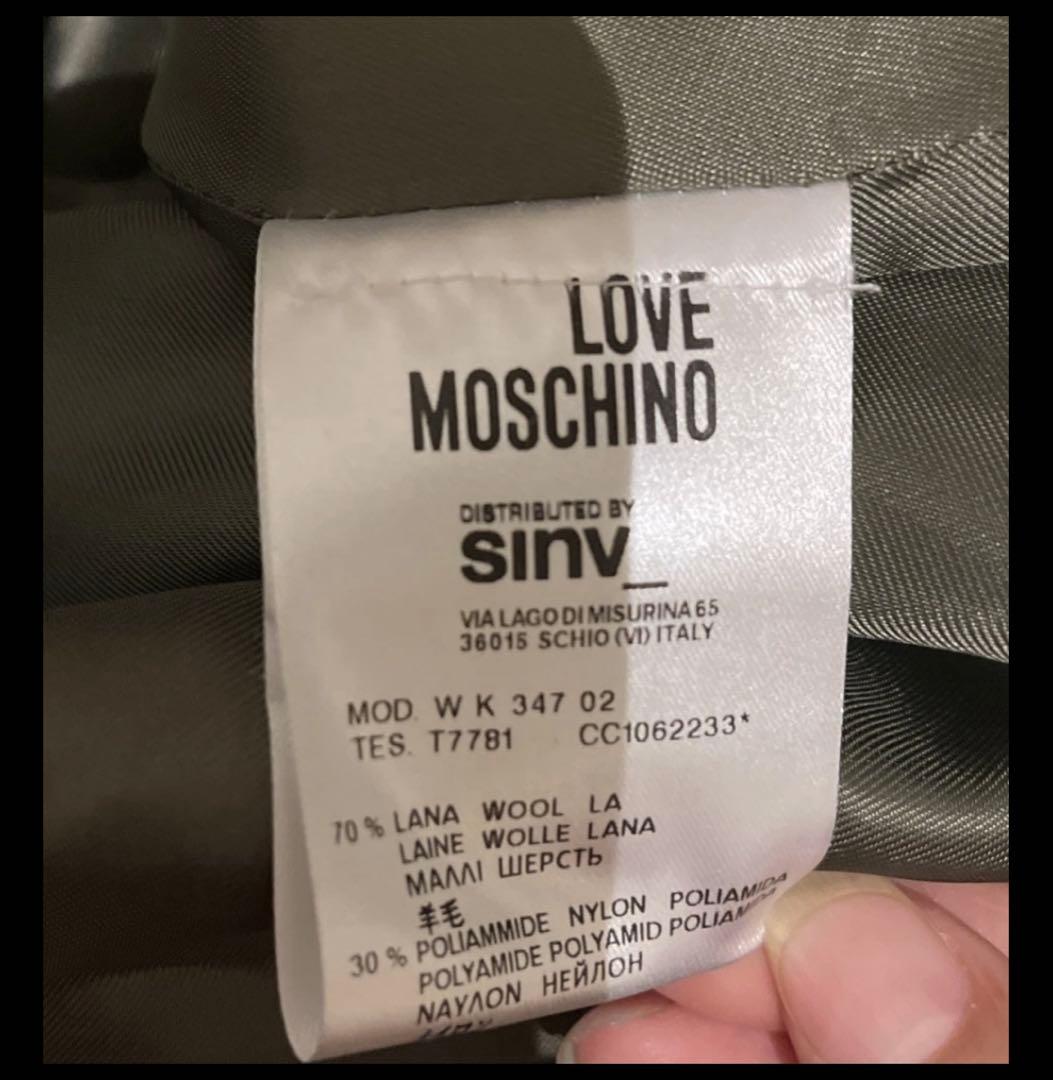 LOVE
MOSCHINO
DISTRIBUTED BY
sinv_
VIA LAGO DI MISURINA 65
36015 SCHIO (VI) ITALY
MOD. W K 347 02
TES. T7781 CC1062233*
70 % LANA WOOL LA
LAINE WOLLE LANA
ΜΑΛΛΙ ШЕРСТЬ
羊毛
30 % POLIAMMIDE NYLON POLIAMIDA
POLYAMIDE POLYAMID POLIAMIDA
ΝΑΥΛΟΝ НЕЙЛОН